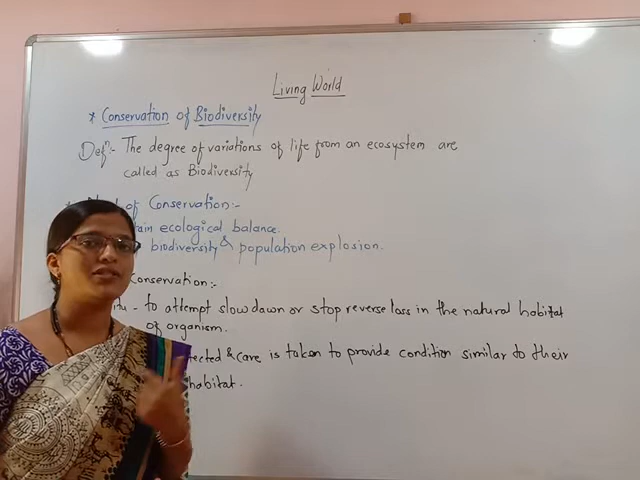 Living World
* Conservation of Biodiversity
Defⁿ:- The degree of variations of life from an ecosystem are
called as Biodiversity
of Conservation:-
ecological balance.
biodiversity & population explosion.
Conservation:-
- to attempt slow down or stop reverse loss in the natural habitat
of organism.
& care is taken to provide condition similar to their
habitat.